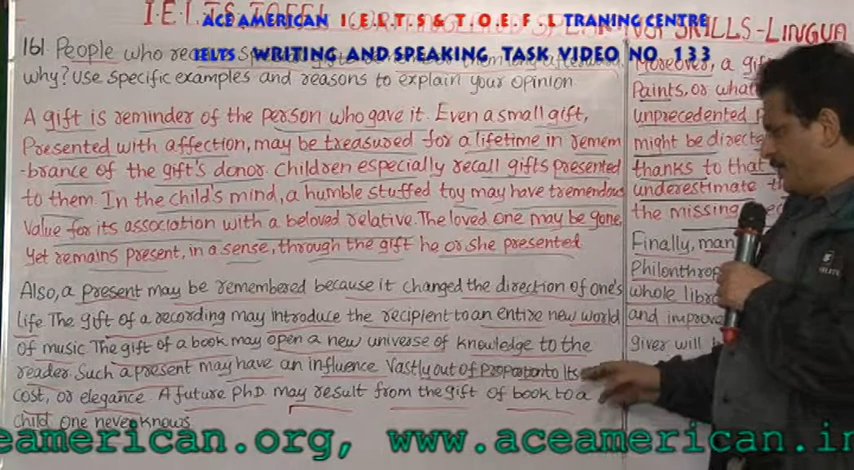 ACE AMERICAN I.E.R.T.S & T.O.E.F.L TRANING CENTRE
IELTS WRITING AND SPEAKING TASK VIDEO NO 133
SKILLS-LINGUA
161 People who
why? Use specific examples and reasons to explain your opinion
A gift is reminder of the person who gave it. Even a small gift,
Presented with affection, may be treasured for a lifetime in remem
-brance of the gift's donor. Children especially recall gifts presented
to them. In the child's mind, a humble stuffed toy may have tremendous
value for its association with a beloved relative. The loved one may be gone,
Yet remains present, in a sense, through the gift he or she presented
Also, a present may be remembered because it changed the direction of one's
life. The gift of a recording may introduce the recipient to an entire new world
of music The gift of a book may open a new universe of knowledge to the
reader. Such a present may have an influence vastly out of proportion to its
cost, or elegance A future PhD may result from the gift of book to a
child One never knows
Moreover, a
Paints, or
unprecedented
might be
thanks to that
underestimate
the missing
Finally,
whole
and
giver will
aceamerican.org, www.aceamerican.in